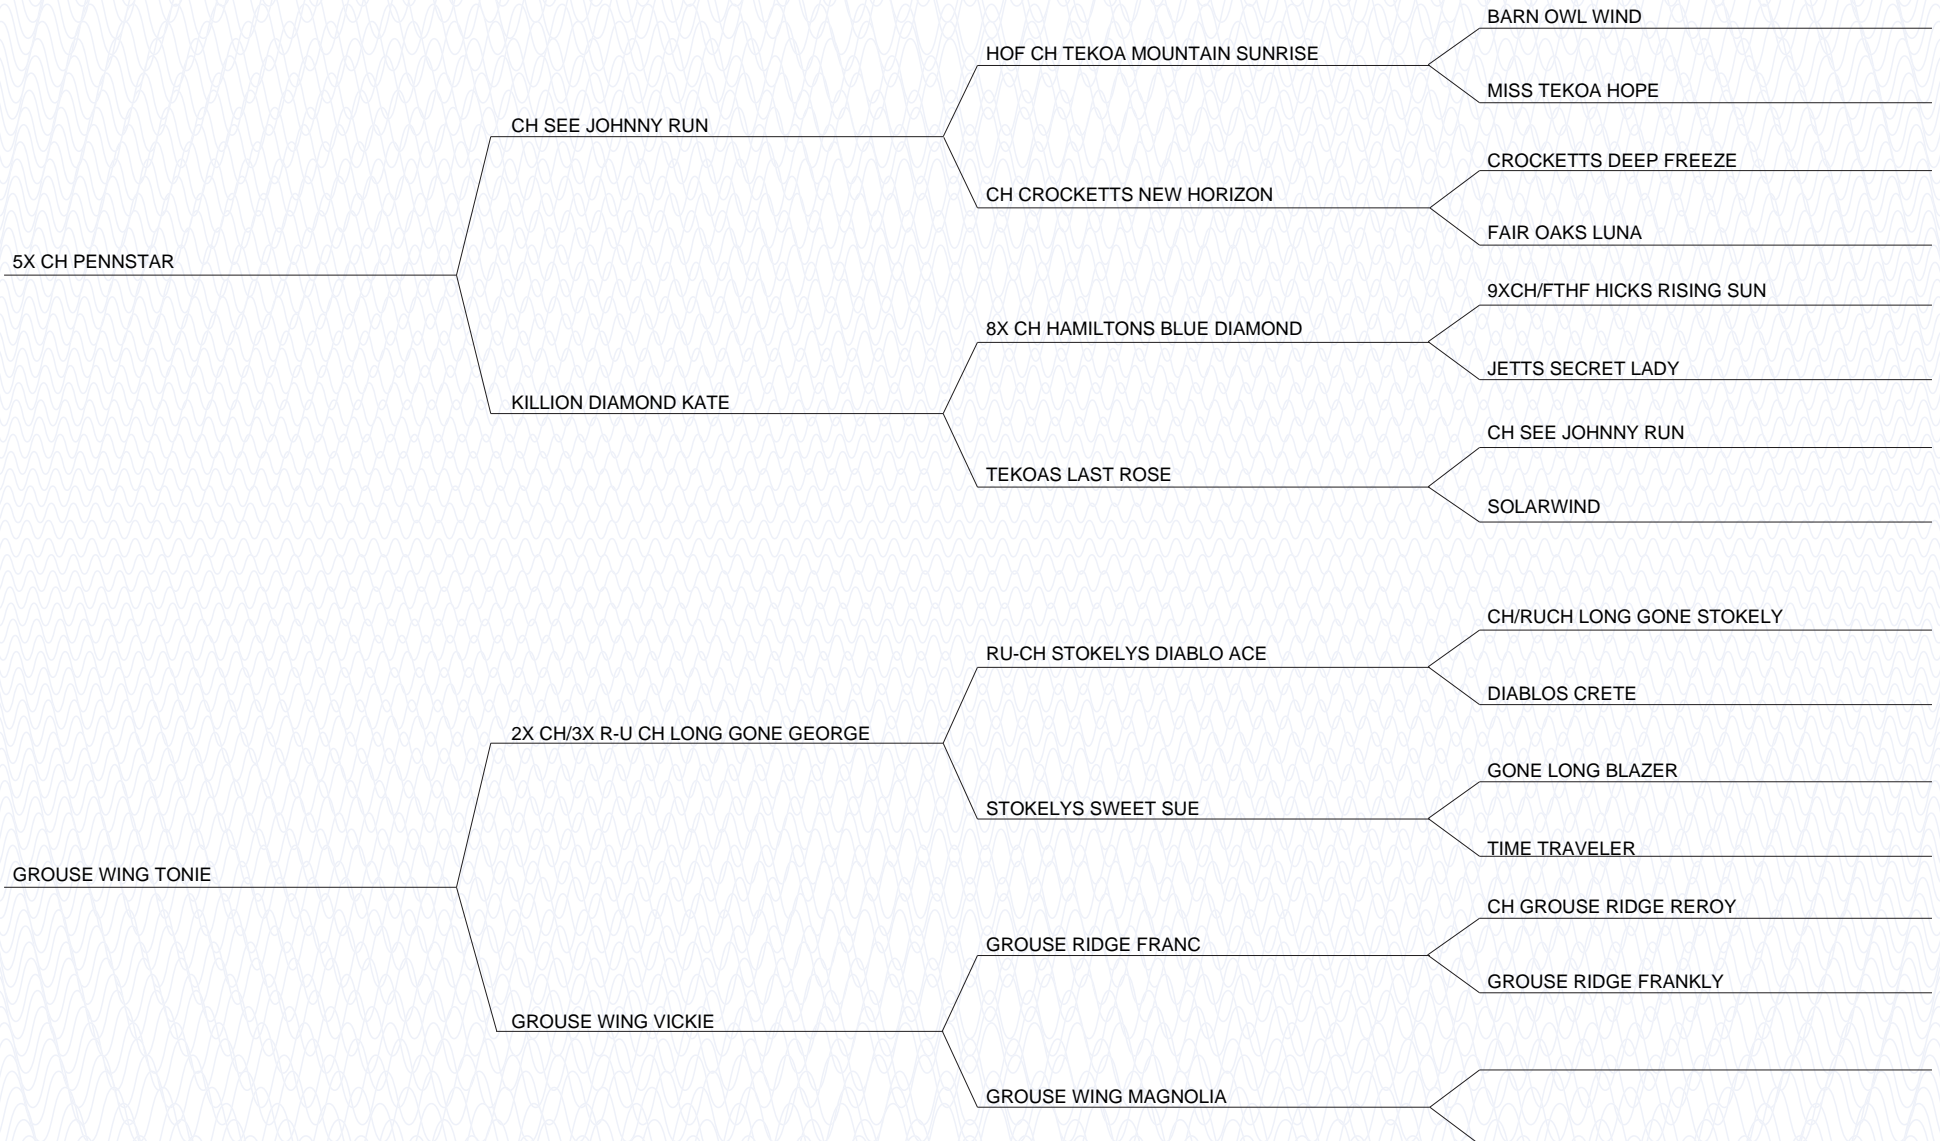 BARN OWL WIND
HOF CH TEKOA MOUNTAIN SUNRISE
MISS TEKOA HOPE
CH SEE JOHNNY RUN
CROCKETTS DEEP FREEZE
CH CROCKETTS NEW HORIZON
FAIR OAKS LUNA
5X CH PENNSTAR
9XCH/FTHF HICKS RISING SUN
8X CH HAMILTONS BLUE DIAMOND
JETTS SECRET LADY
KILLION DIAMOND KATE
CH SEE JOHNNY RUN
TEKOAS LAST ROSE
SOLARWIND
CH/RUCH LONG GONE STOKELY
RU-CH STOKELYS DIABLO ACE
DIABLOS CRETE
2X CH/3X R-U CH LONG GONE GEORGE
GONE LONG BLAZER
STOKELYS SWEET SUE
TIME TRAVELER
GROUSE WING TONIE
CH GROUSE RIDGE REROY
GROUSE RIDGE FRANC
GROUSE RIDGE FRANKLY
GROUSE WING VICKIE
GROUSE WING MAGNOLIA